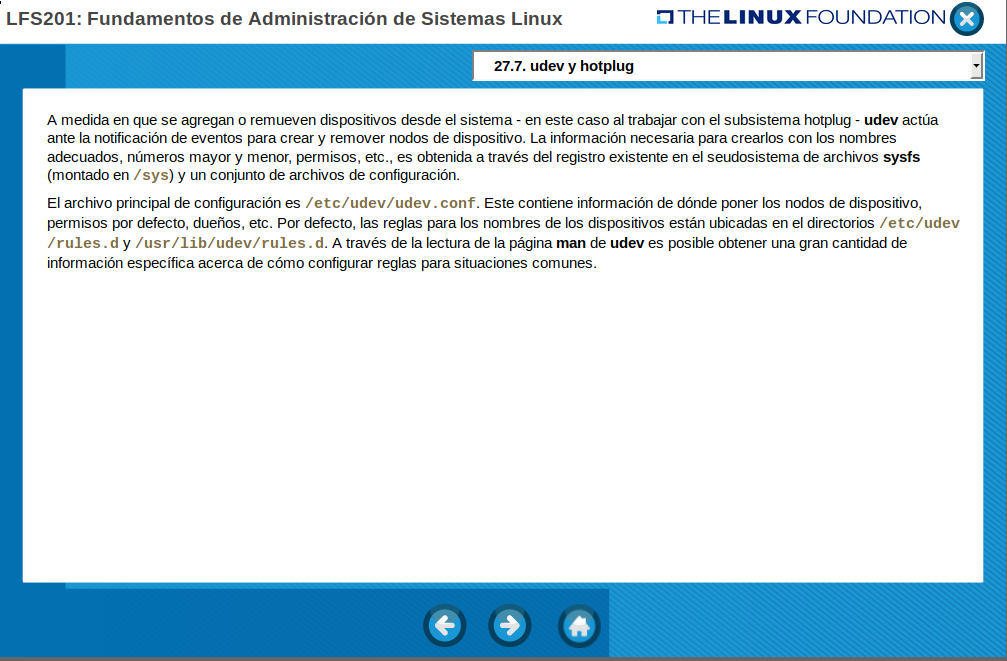 LFS201: Fundamentos de Administración de Sistemas Linux
THE LINUX FOUNDATION
27.7. udev y hotplug
A medida en que se agregan o remueven dispositivos desde el sistema - en este caso al trabajar con el subsistema hotplug - udev actúa
ante la notificación de eventos para crear y remover nodos de dispositivo. La información necesaria para crearlos con los nombres
adecuados, números mayor y menor, permisos, etc., es obtenida a través del registro existente en el seudosistema de archivos sysfs
(montado en /sys) y un conjunto de archivos de configuración.
El archivo principal de configuración es /etc/udev/udev.conf. Este contiene información de dónde poner los nodos de dispositivo,
permisos por defecto, dueños, etc. Por defecto, las reglas para los nombres de los dispositivos están ubicadas en el directorios /etc/udev
/rules.d y /usr/lib/udev/rules.d. A través de la lectura de la página man de udev es posible obtener una gran cantidad de
información específica acerca de cómo configurar reglas para situaciones comunes.